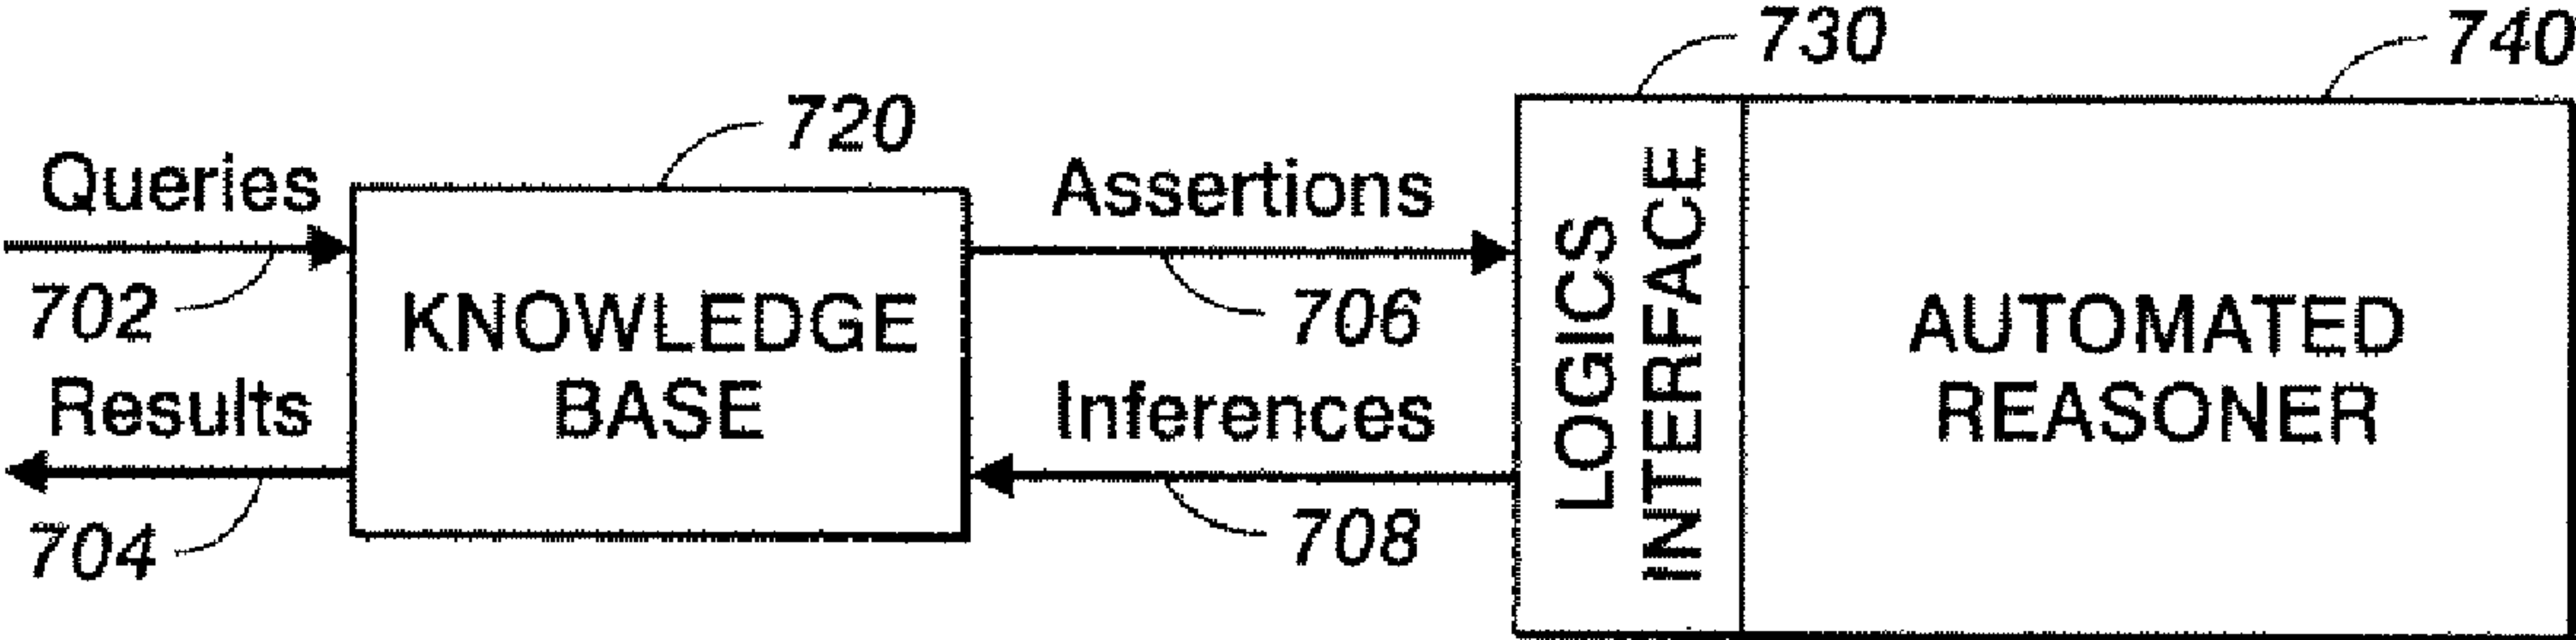 730
740
720
Queries
Assertions
702
KNOWLEDGE
BASE
706
LOGICS
INTERFACE
AUTOMATED
REASONER
Results
Inferences
704
708